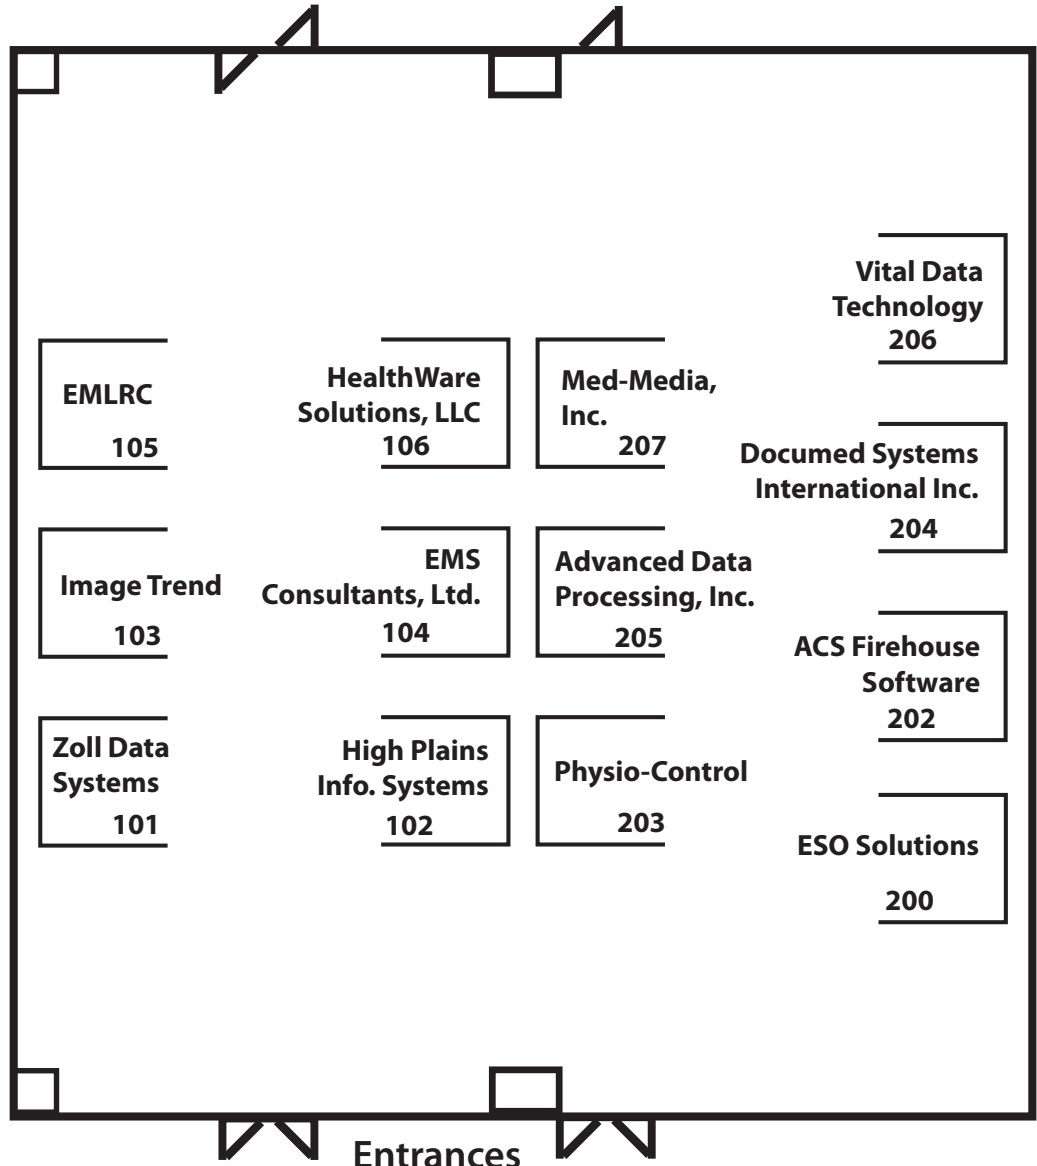 Vital Data
Technology
206
EMLRC
105
HealthWare
Solutions, LLC
106
Med-Media,
Inc.
207
Documed Systems
International Inc.
204
Image Trend
103
EMS
Consultants, Ltd.
104
Advanced Data
Processing, Inc.
205
ACS Firehouse
Software
202
Zoll Data
Systems
101
High Plains
Info. Systems
102
Physio-Control
203
ESO Solutions
200
Entrances